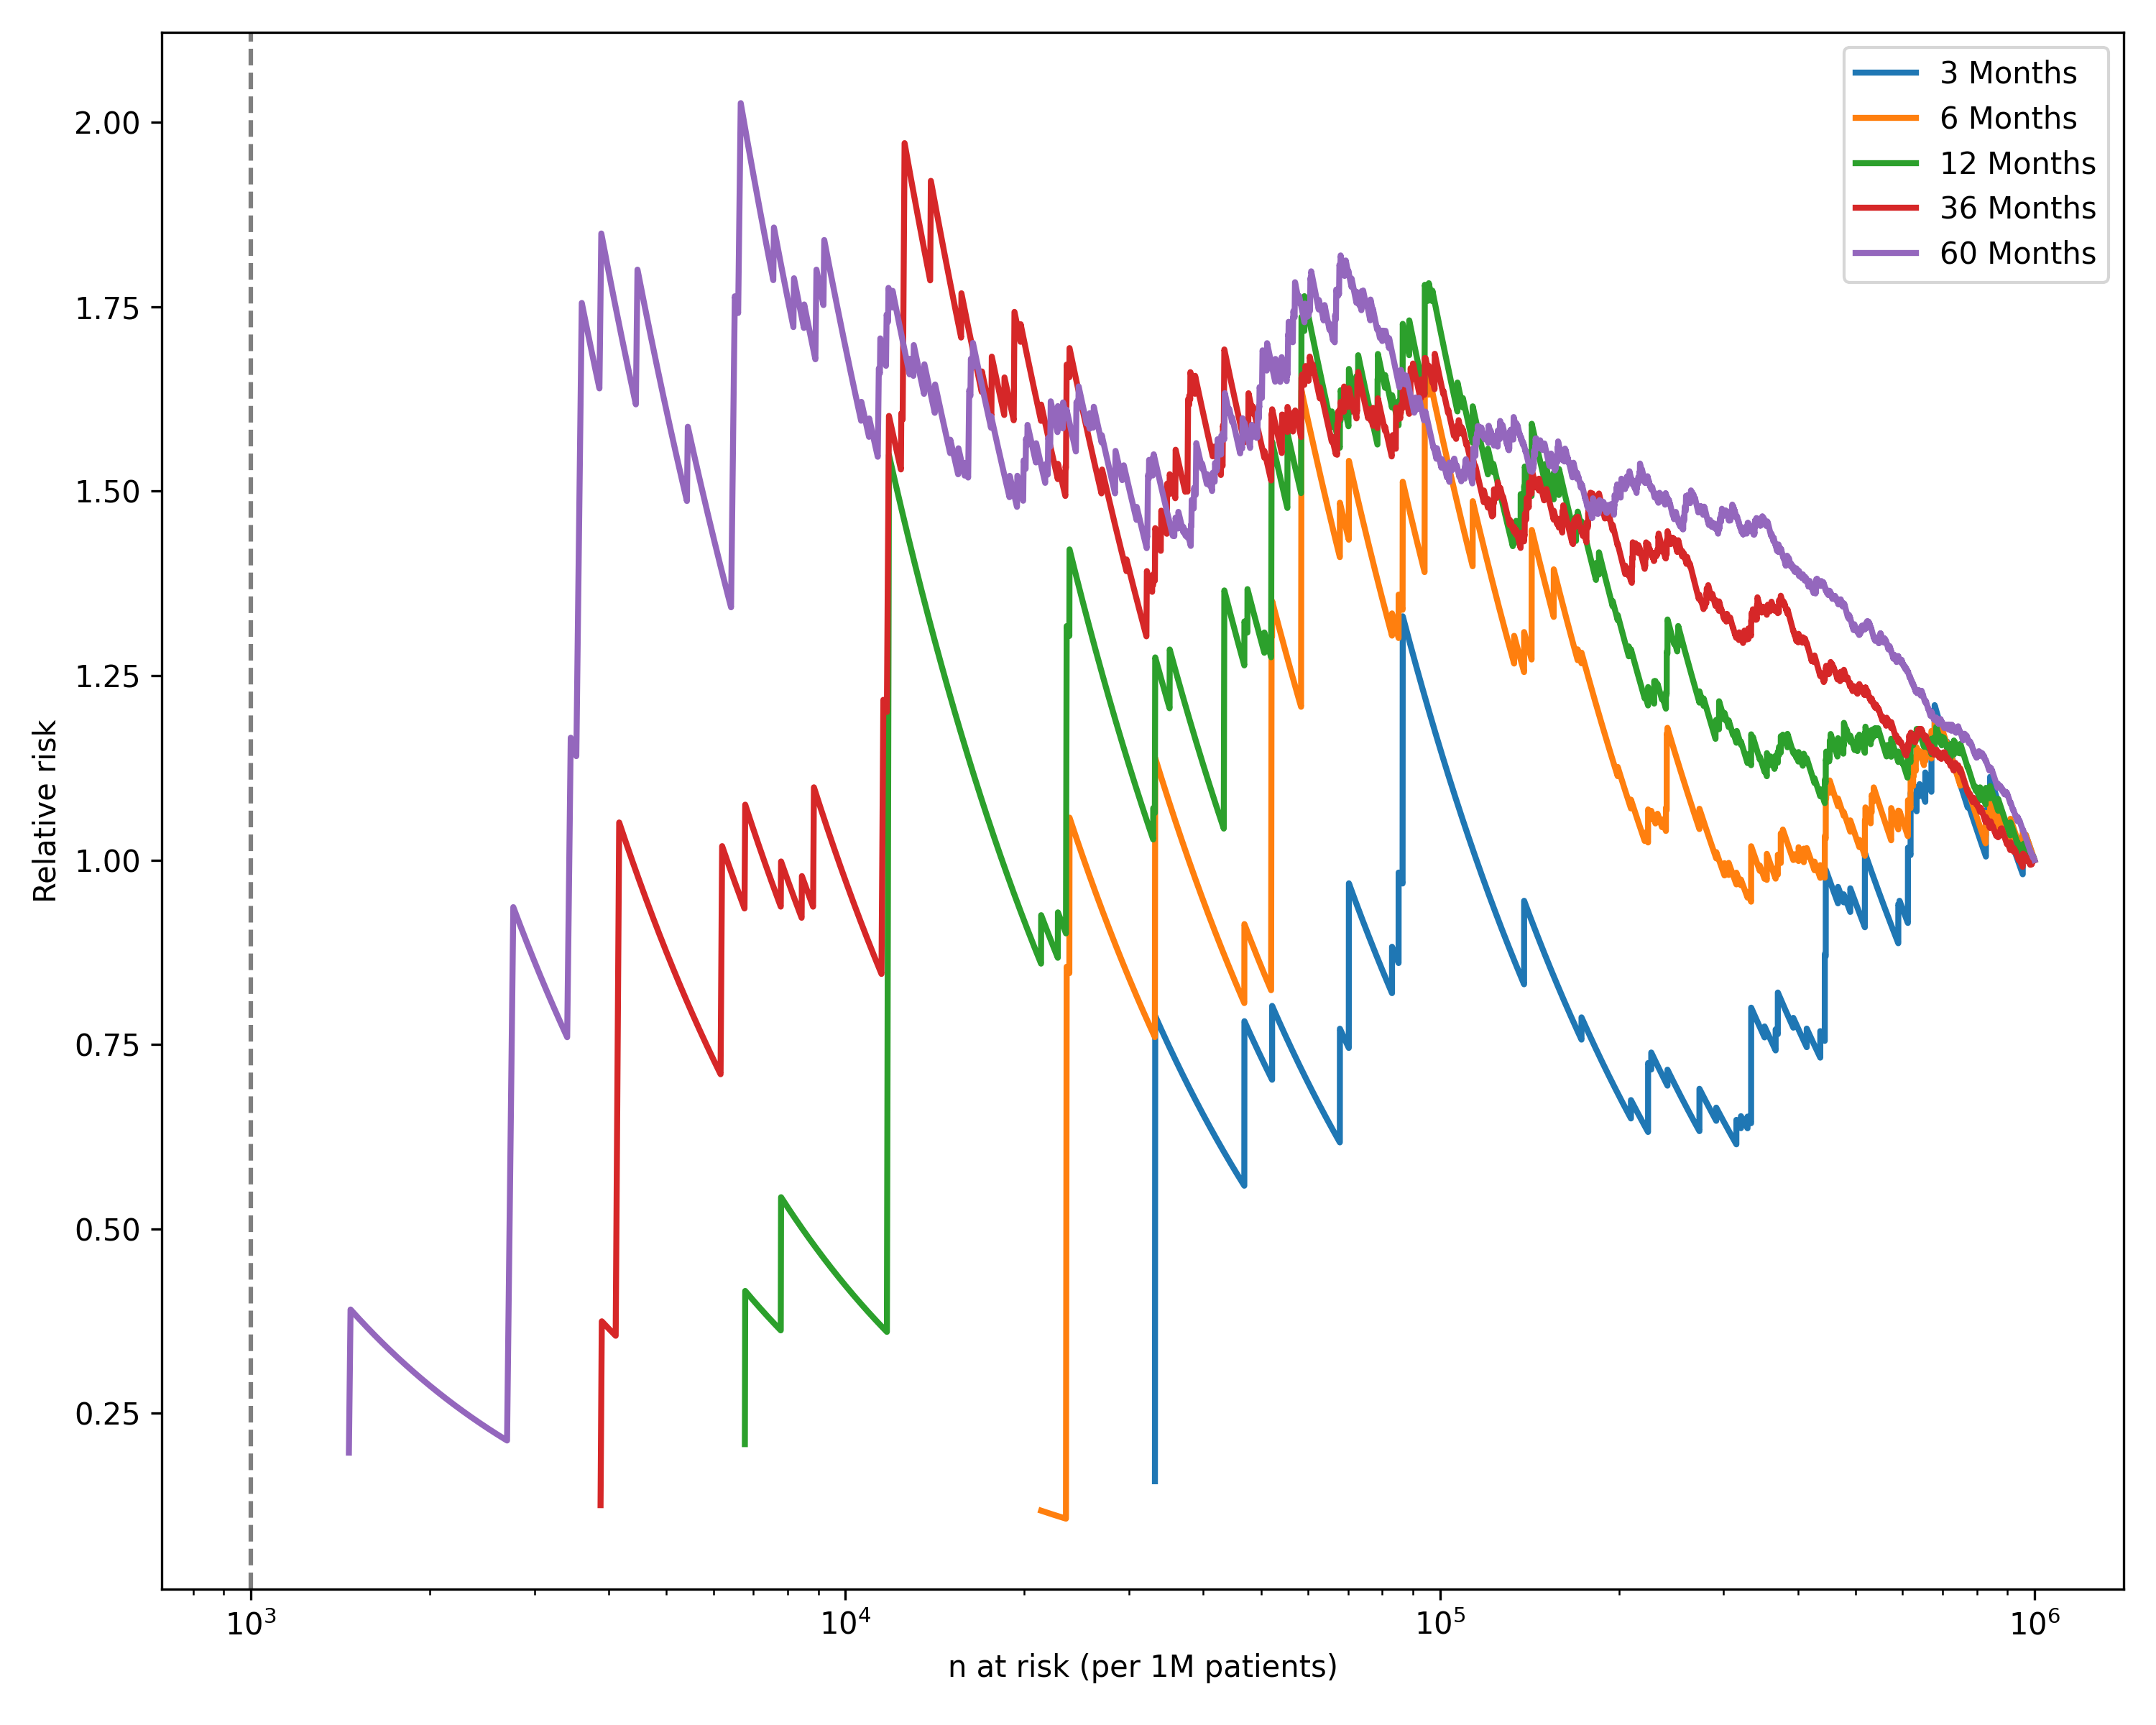 3 Months
6 Months
12 Months
36 Months
60 Months
2.00
1.75
1.50
1.25
1.00
0.75
0.50
0.25
Relative risk
10³
10⁴
10⁵
10⁶
n at risk (per 1M patients)